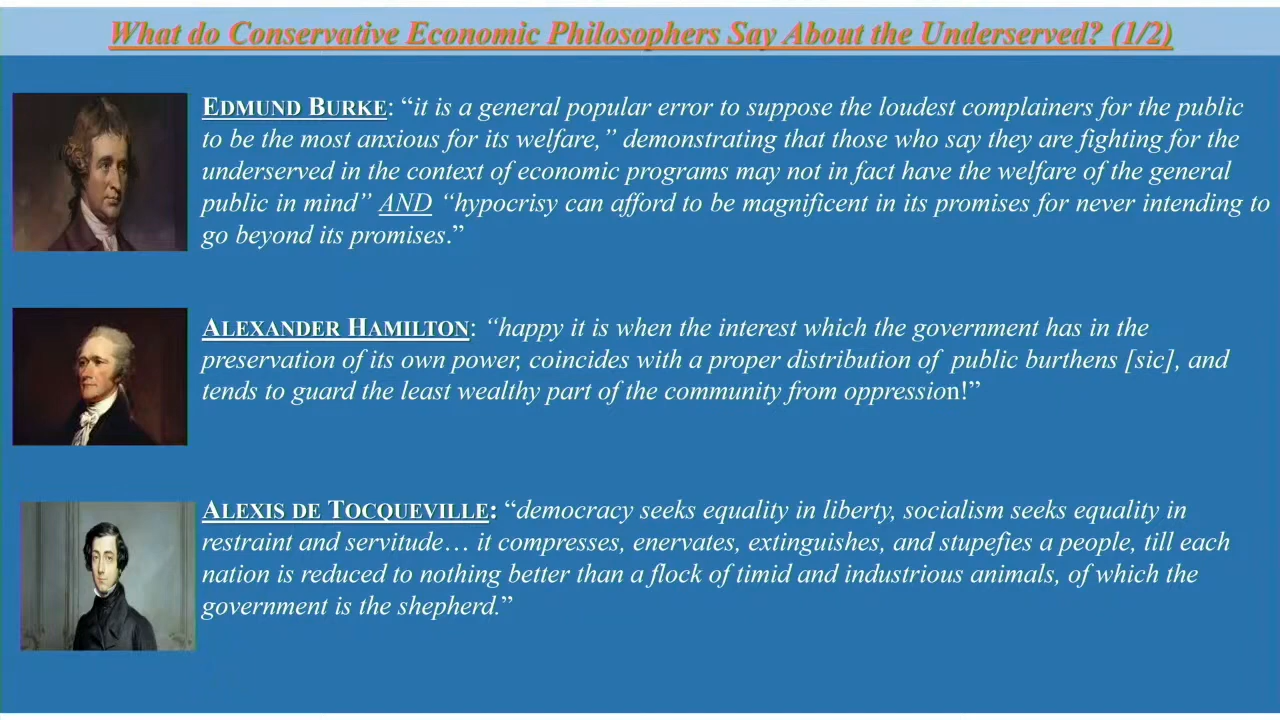 What do Conservative Economic Philosophers Say About the Underserved? (1/2)
EDMUND BURKE: “it is a general popular error to suppose the loudest complainers for the public
to be the most anxious for its welfare,” demonstrating that those who say they are fighting for the
underserved in the context of economic programs may not in fact have the welfare of the general
public in mind” AND “hypocrisy can afford to be magnificent in its promises for never intending to
go beyond its promises.”
ALEXANDER HAMILTON: “happy it is when the interest which the government has in the
preservation of its own power, coincides with a proper distribution of public burthens [sic], and
tends to guard the least wealthy part of the community from oppression!”
ALEXIS DE TOCQUEVILLE: “democracy seeks equality in liberty, socialism seeks equality in
restraint and servitude… it compresses, enervates, extinguishes, and stupefies a people, till each
nation is reduced to nothing better than a flock of timid and industrious animals, of which the
government is the shepherd.”